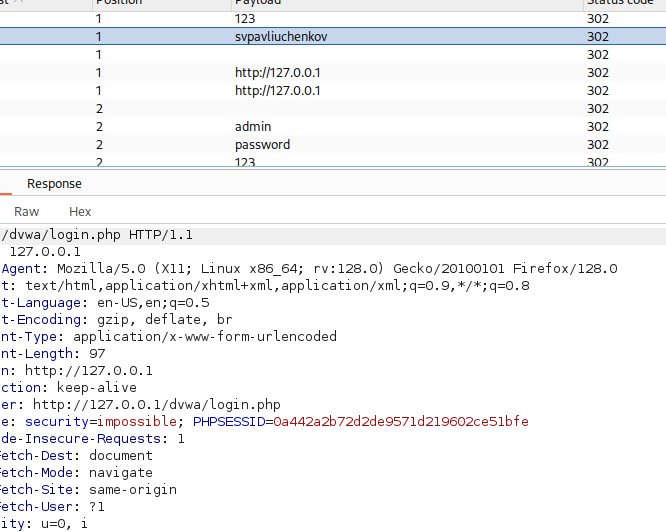 st Position Payload Status code
1 123 302
1 svpavliuchenkov 302
1 302
1 http://127.0.0.1 302
1 http://127.0.0.1 302
2 302
2 admin 302
2 password 302
2 123 302
Response
Raw Hex
/dvwa/login.php HTTP/1.1
127.0.0.1
Agent: Mozilla/5.0 (X11; Linux x86_64; rv:128.0) Gecko/20100101 Firefox/128.0
t: text/html,application/xhtml+xml,application/xml;q=0.9,*/*;q=0.8
t-Language: en-US,en;q=0.5
t-Encoding: gzip, deflate, br
nt-Type: application/x-www-form-urlencoded
nt-Length: 97
n: http://127.0.0.1
ction: keep-alive
er: http://127.0.0.1/dvwa/login.php
e: security=impossible; PHPSESSID=0a442a2b72d2de9571d219602ce51bfe
de-Insecure-Requests: 1
Fetch-Dest: document
Fetch-Mode: navigate
Fetch-Site: same-origin
Fetch-User: ?1
ity: u=0, i